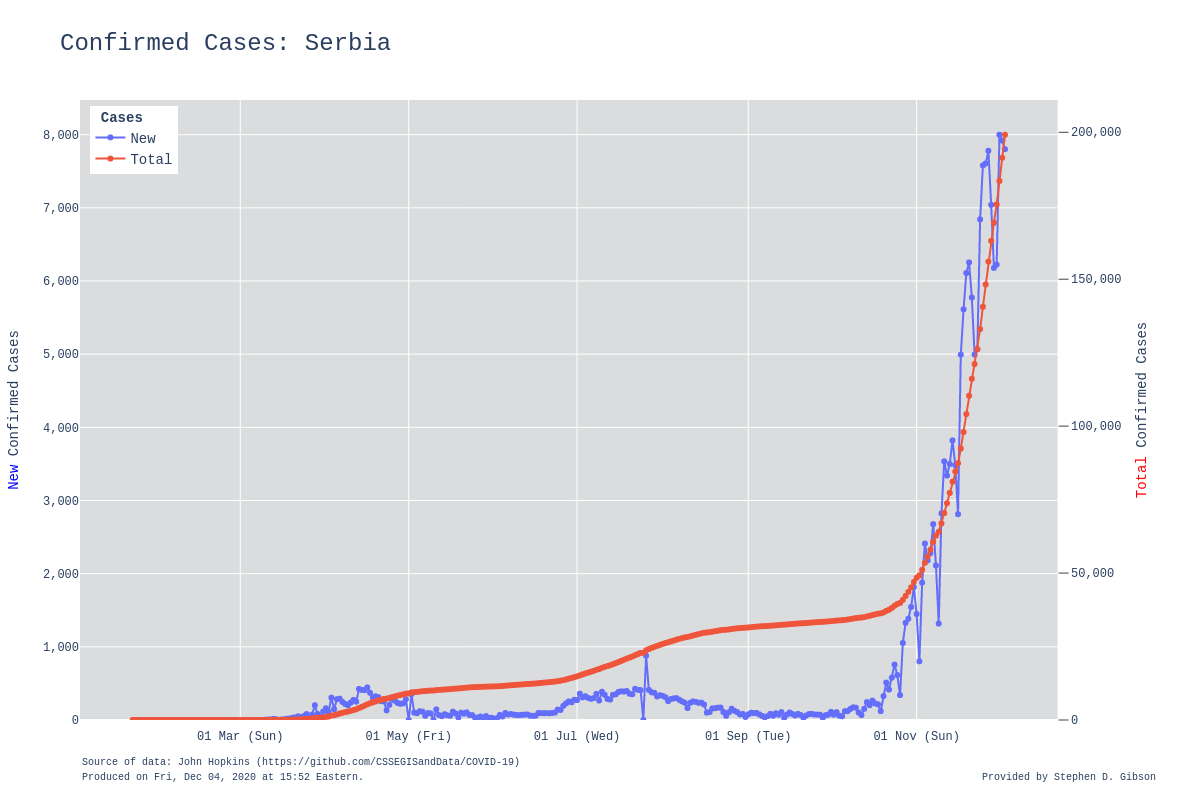 Confirmed Cases: Serbia
Cases
New
Total
8,000
7,000
6,000
5,000
4,000
3,000
2,000
1,000
0
New Confirmed Cases
200,000
150,000
100,000
50,000
0
Total Confirmed Cases
01 Mar (Sun)
01 May (Fri)
01 Jul (Wed)
01 Sep (Tue)
01 Nov (Sun)
Source of data: John Hopkins (https://github.com/CSSEGISandData/COVID-19)
Produced on Fri, Dec 04, 2020 at 15:52 Eastern.
Provided by Stephen D. Gibson